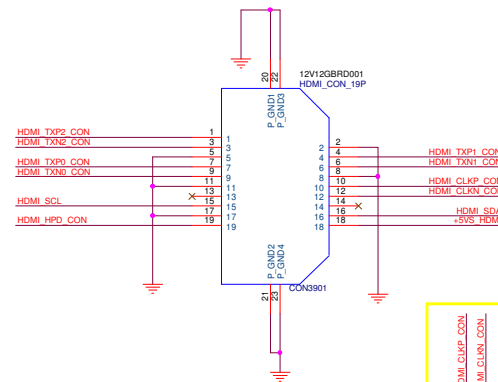 20
22
12V12GBRD001
HDMI_CON_19P
P_GND1
P_GND3
HDMI_TXP2_CON 1 1
HDMI_TXN2_CON 3 3
5 5
HDMI_TXP0_CON 7 7
HDMI_TXN0_CON 9 9
11 11
13 13
HDMI_SCL 15 15
17 17
HDMI_HPD_CON 19 19
2 2
4 4 HDMI_TXP1_CON
6 6 HDMI_TXN1_CON
8 8
10 10 HDMI_CLKP_CON
12 12 HDMI_CLKN_CON
14 14
16 16 HDMI_SDA
18 18 +5VS_HDM
P_GND2
P_GND4
21
23
CON3901
DMI_CLKP_CON
MI_CLKN_CON